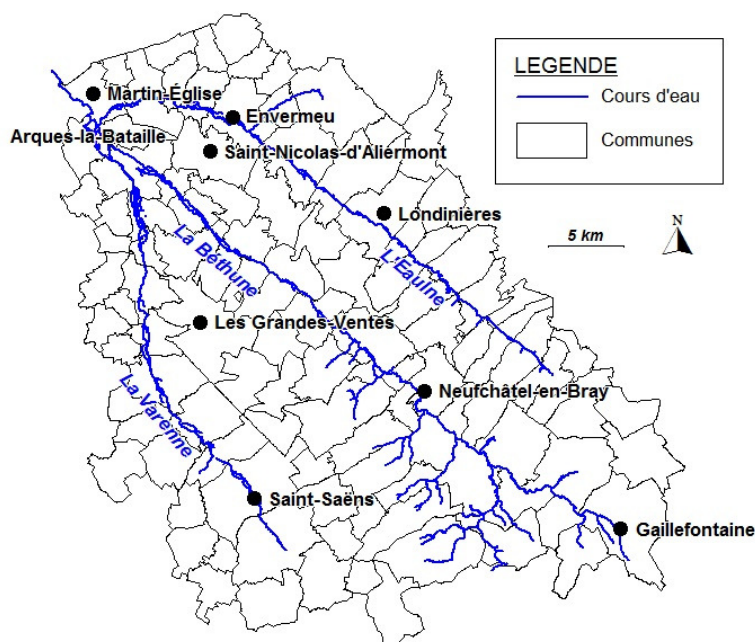 LEGENDE
Cours d'eau
Communes
N
5 km
Martin-Église
Envermeu
Arques-la-Bataille
Saint-Nicolas-d'Aliermont
Londinières
La Béthune
L'Eaulne
Les Grandes-Ventes
La Varenne
Neufchâtel-en-Bray
Saint-Saëns
Gaillefontaine